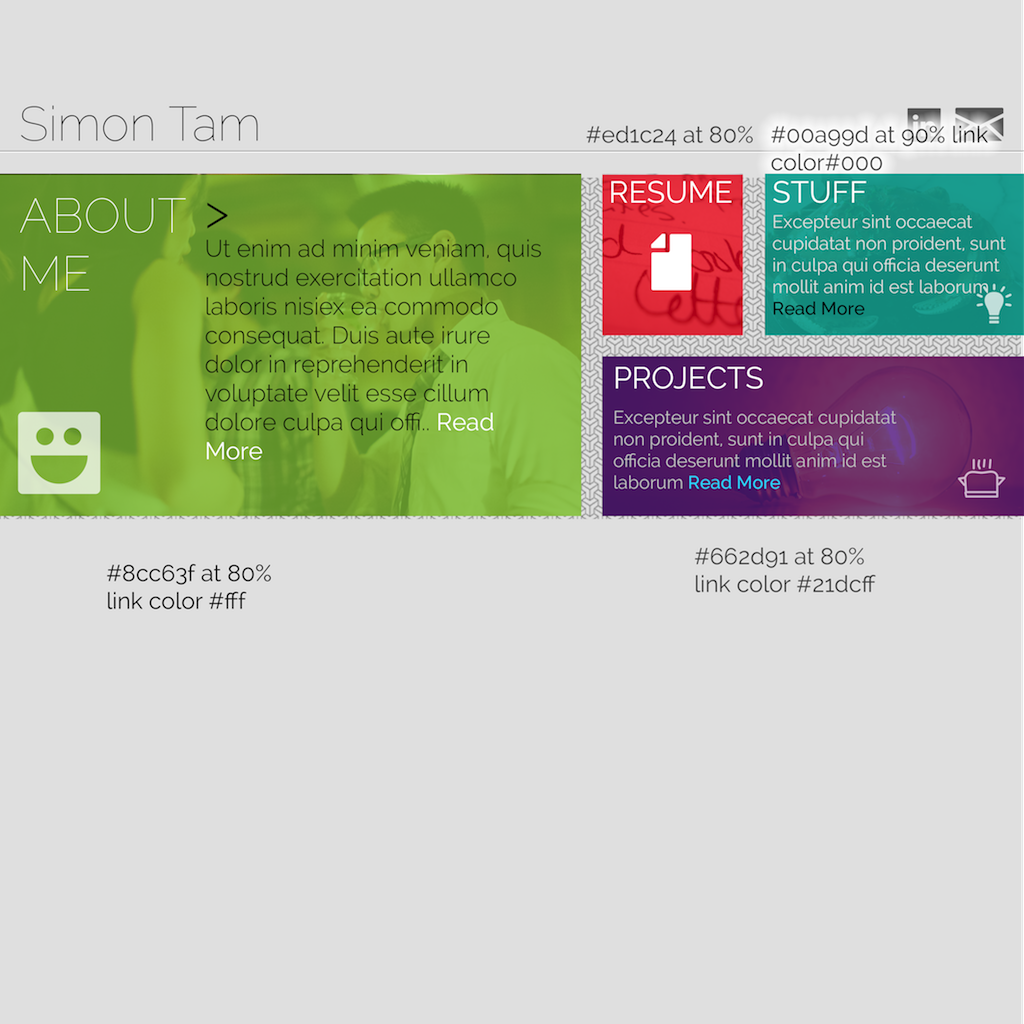 Simon Tam
in
#ed1c24 at 80%
#00a99d at 90% link
color#000
ABOUT >
ME
Ut enim ad minim veniam, quis
nostrud exercitation ullamco
laboris nisiex ea commodo
consequat. Duis aute irure
dolor in reprehenderit in
voluptate velit esse cillum
dolore culpa qui offi.. Read
More
RESUME
STUFF
Excepteur sint occaecat
cupidatat non proident, sunt
in culpa qui officia deserunt
mollit anim id est laborum
Read More
PROJECTS
Excepteur sint occaecat cupidatat
non proident, sunt in culpa qui
officia deserunt mollit anim id est
laborum Read More
#8cc63f at 80%
link color #fff
#662d91 at 80%
link color #21dcff